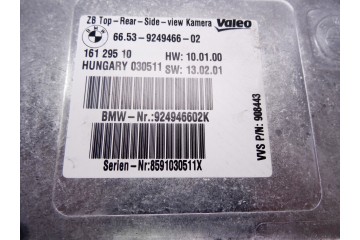 ZB Top-Rear-Side-view Kamera Valeo
66.53-9249466-02
161 295 10 HW: 10.01.00
HUNGARY 030511 SW: 13.02.01
BMW-Nr.:924946602K
Serien-Nr:8591030511X
VVS P/N: 908443